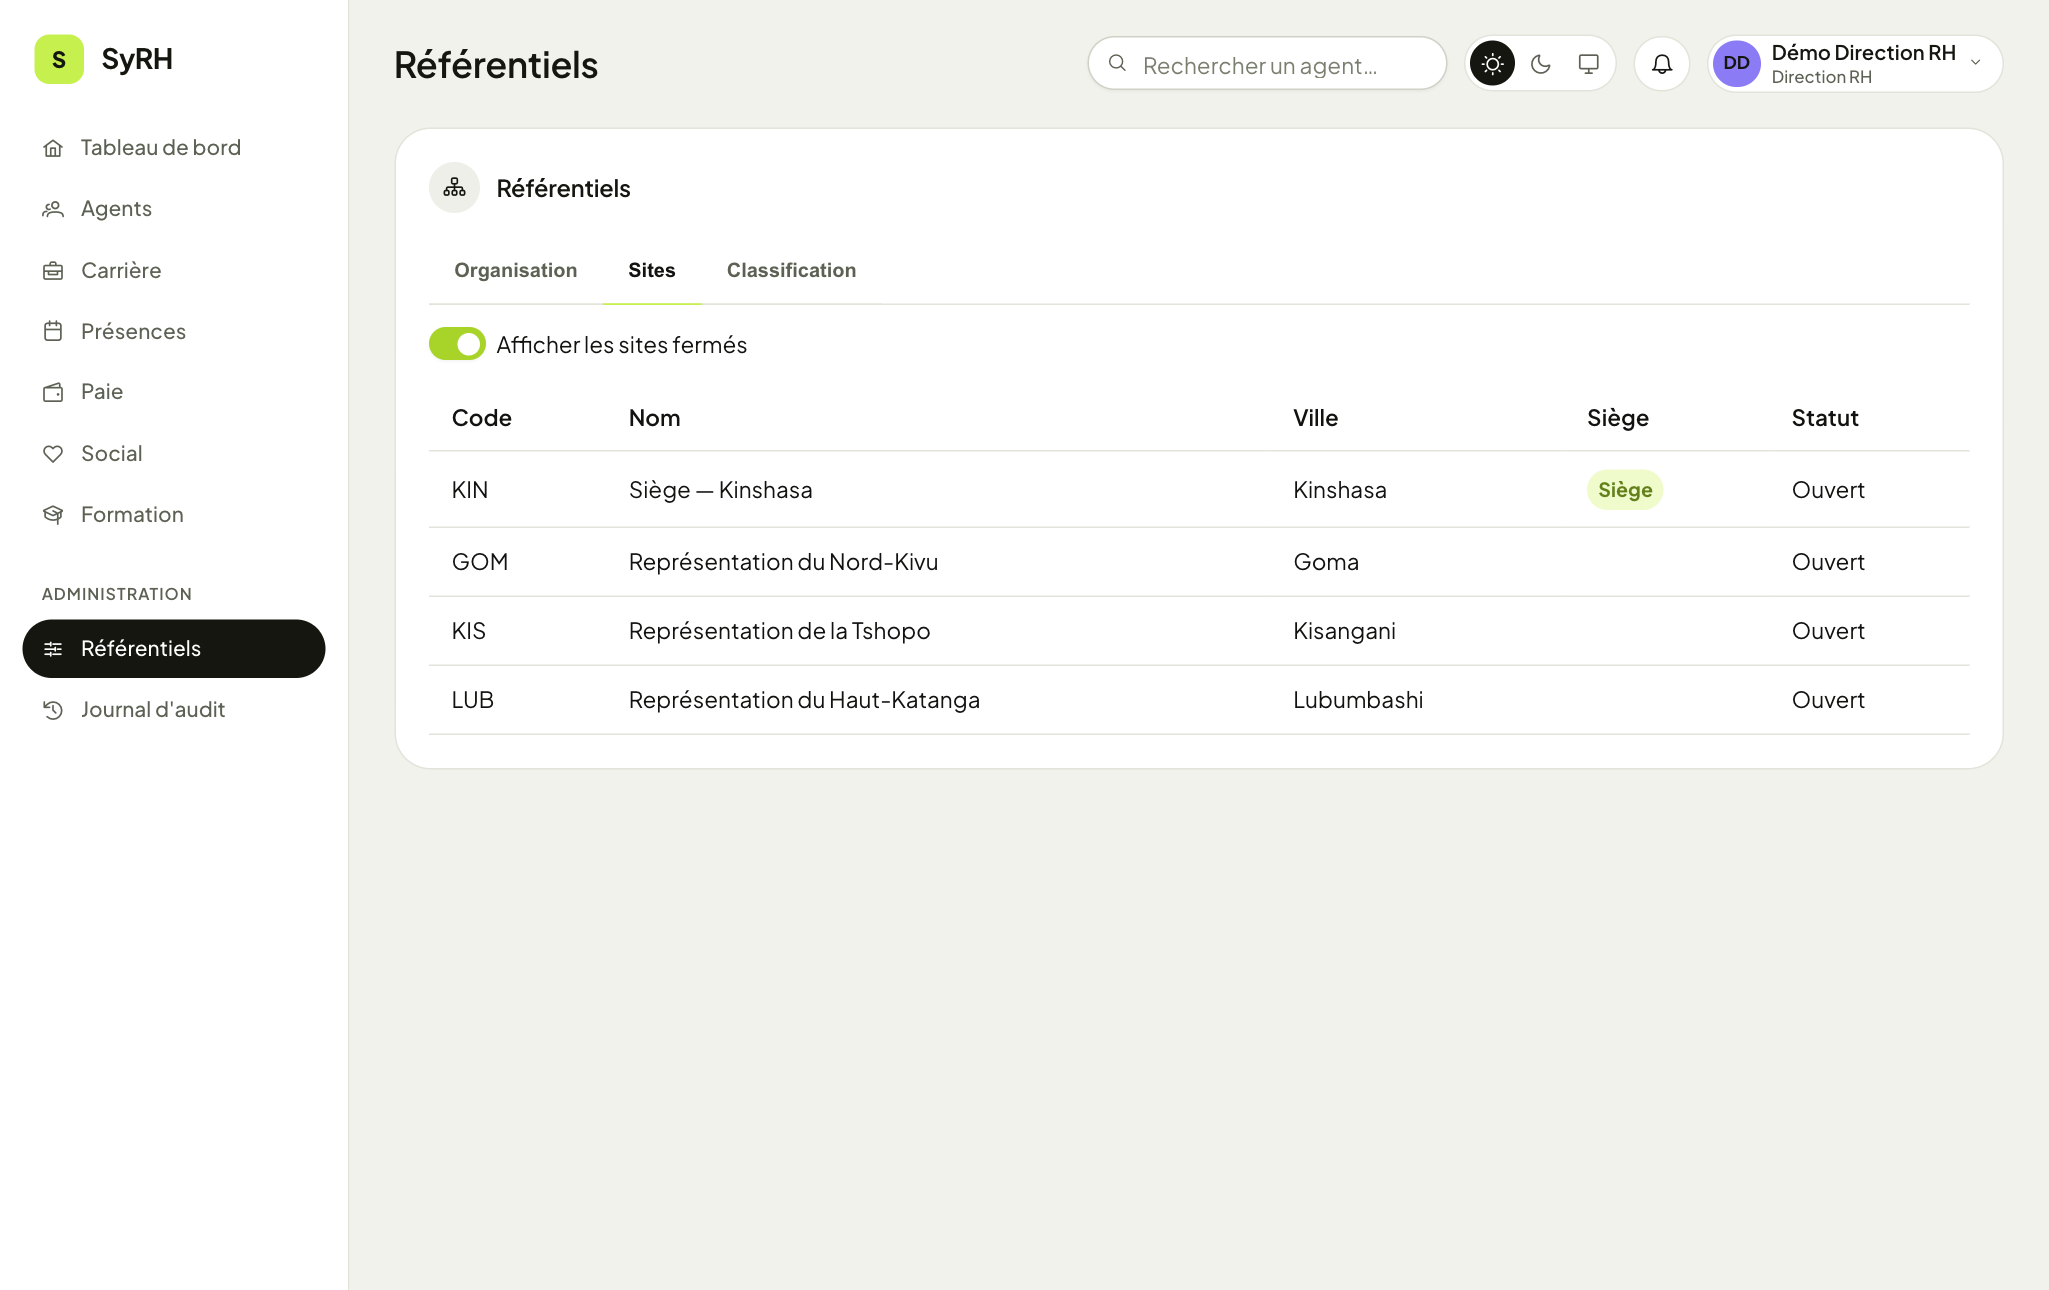 S SyRH
Tableau de bord
Agents
Carrière
Présences
Paie
Social
Formation
ADMINISTRATION
Référentiels
Journal d'audit
Référentiels
Rechercher un agent...
DD
Démo Direction RH
Direction RH
Référentiels
Organisation Sites Classification
Afficher les sites fermés
Code Nom Ville Siège Statut
KIN Siège — Kinshasa Kinshasa Siège Ouvert
GOM Représentation du Nord-Kivu Goma Ouvert
KIS Représentation de la Tshopo Kisangani Ouvert
LUB Représentation du Haut-Katanga Lubumbashi Ouvert